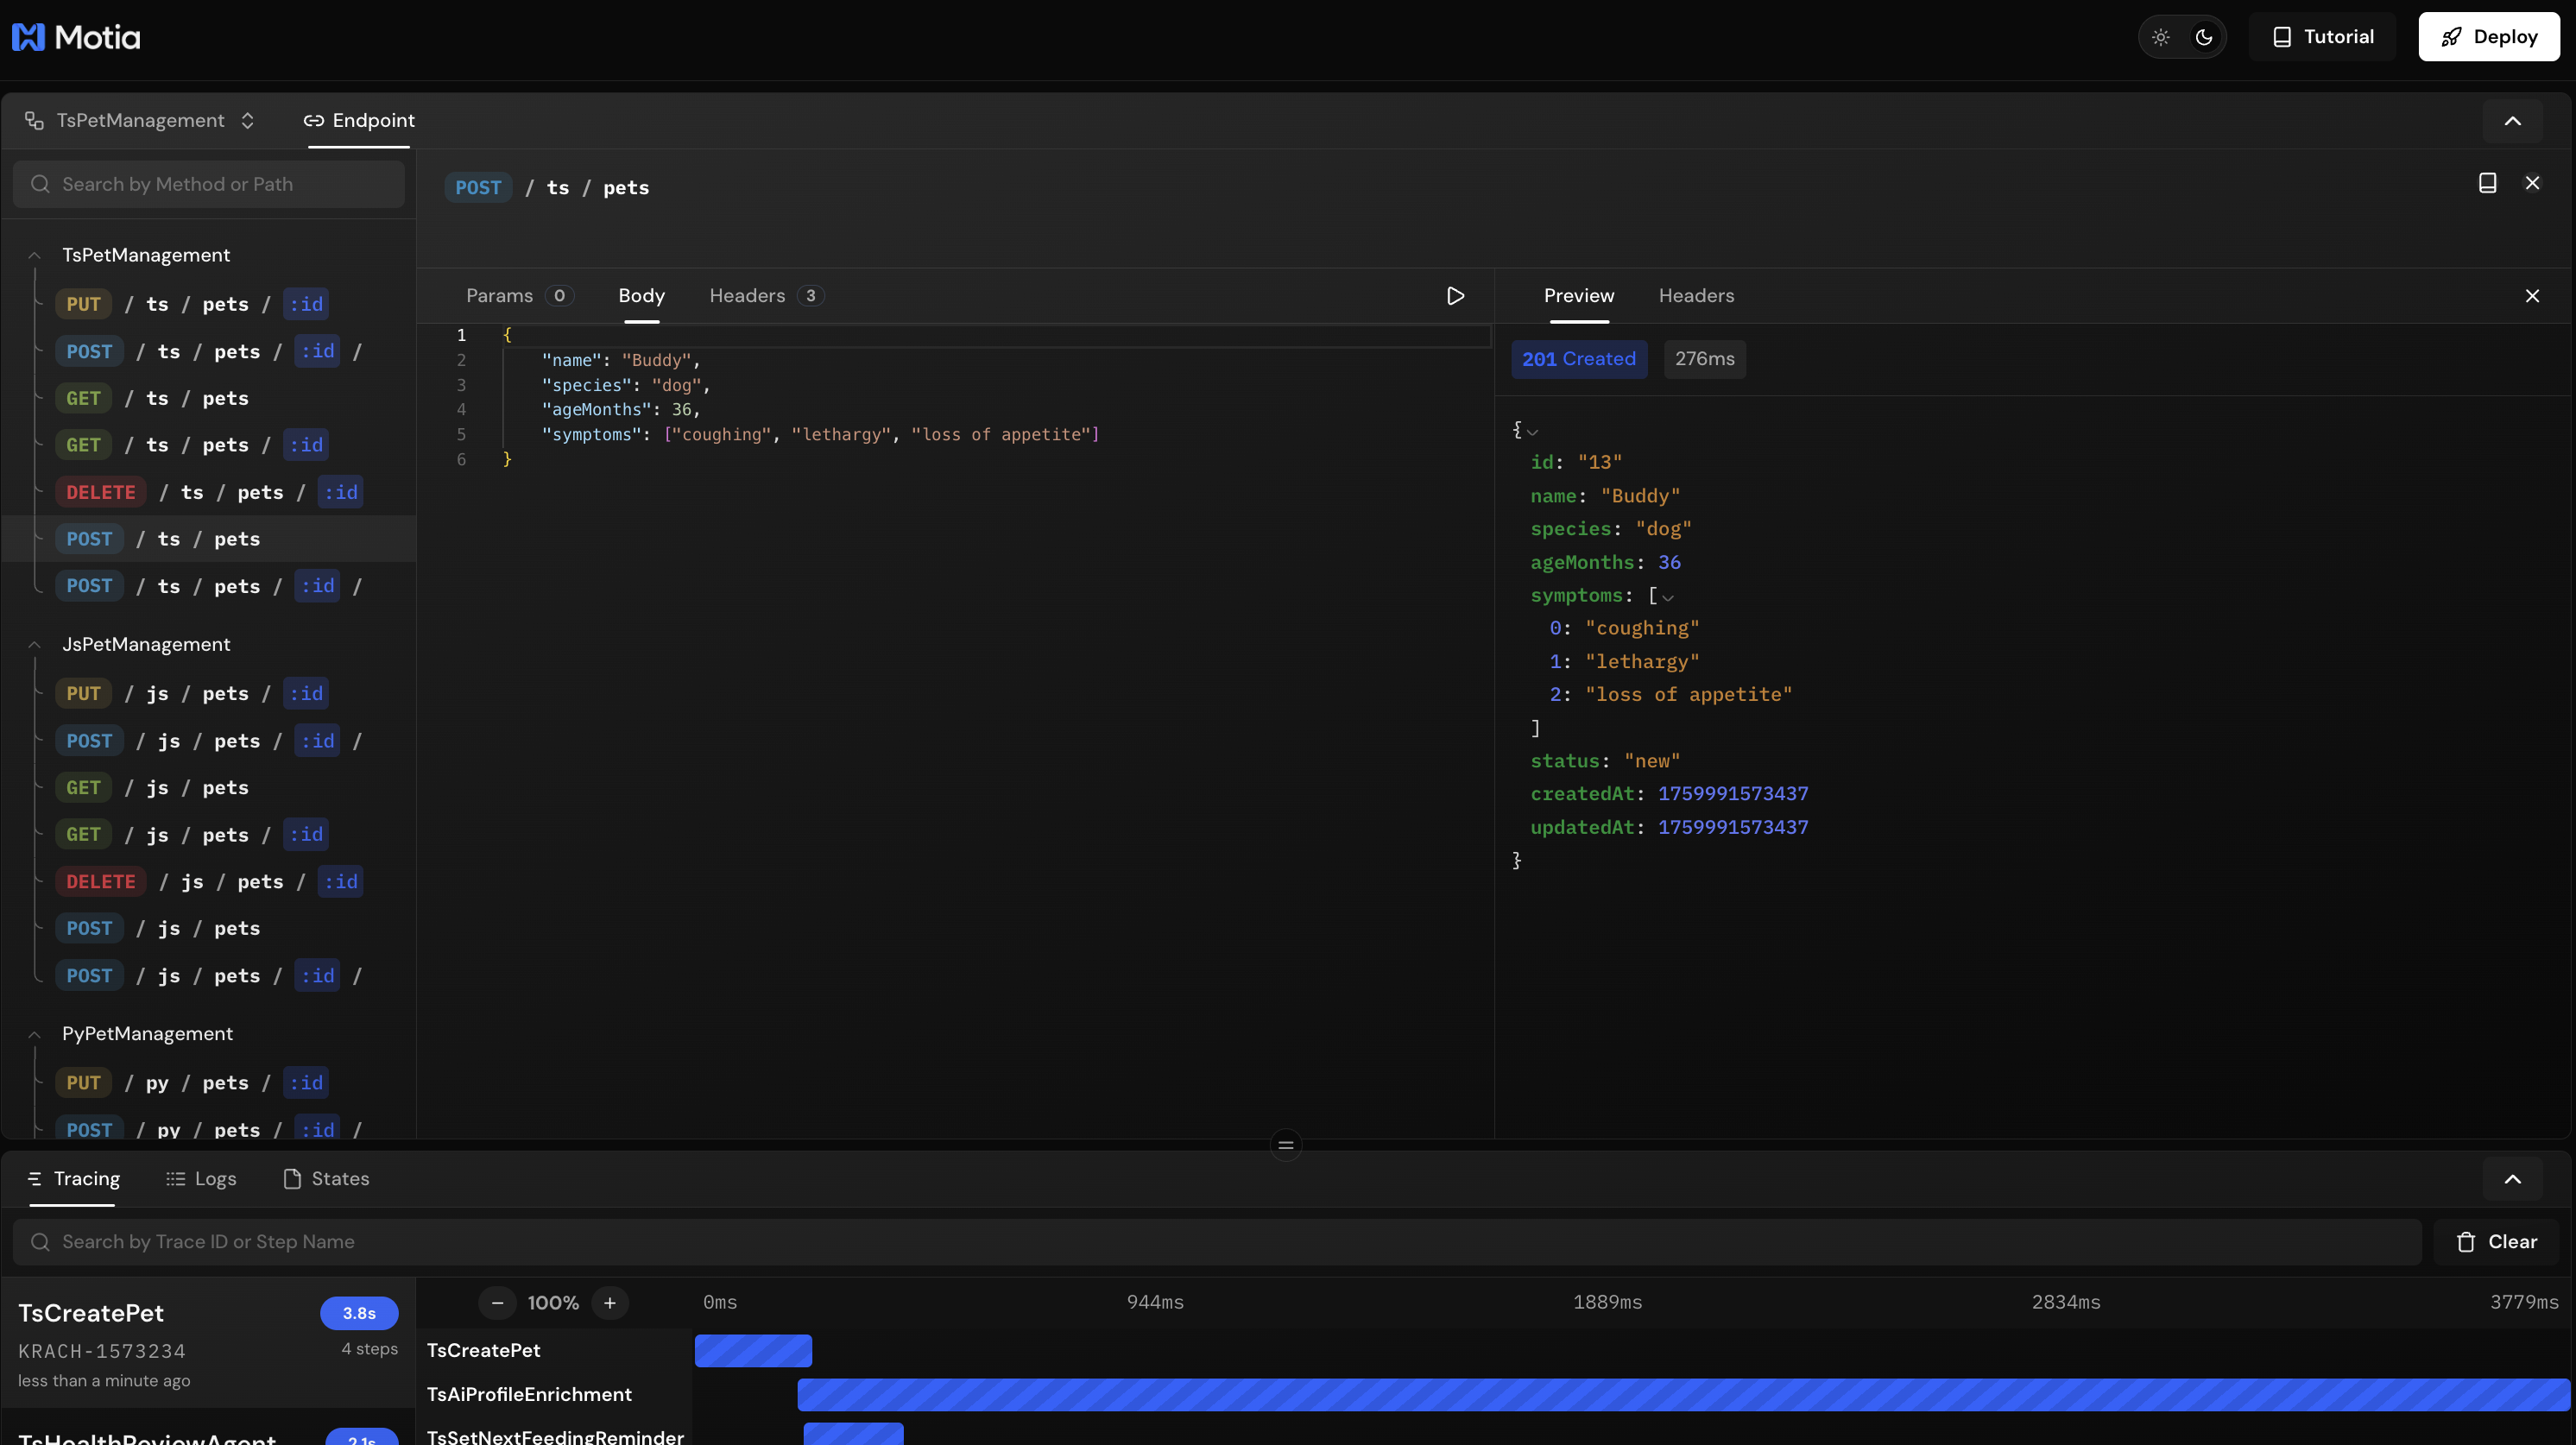 Motia
Tutorial
Deploy
TsPetManagement
Endpoint
Search by Method or Path
TsPetManagement
PUT / ts / pets / :id
POST / ts / pets / :id /
GET / ts / pets
GET / ts / pets / :id
DELETE / ts / pets / :id
POST / ts / pets
POST / ts / pets / :id /
JsPetManagement
PUT / js / pets / :id
POST / js / pets / :id /
GET / js / pets
GET / js / pets / :id
DELETE / js / pets / :id
POST / js / pets
POST / js / pets / :id /
PyPetManagement
PUT / py / pets / :id
POST / py / pets / :id /
POST / ts / pets
Params 0
Body
Headers 3
1 {
2 "name": "Buddy",
3 "species": "dog",
4 "ageMonths": 36,
5 "symptoms": ["coughing", "lethargy", "loss of appetite"]
6 }
Preview
Headers
201 Created
276ms
{
id: "13"
name: "Buddy"
species: "dog"
ageMonths: 36
symptoms: [
0: "coughing"
1: "lethargy"
2: "loss of appetite"
]
status: "new"
createdAt: 1759991573437
updatedAt: 1759991573437
}
Tracing
Logs
States
Search by Trace ID or Step Name
Clear
TsCreatePet
3.8s
KRACH-1573234
4 steps
less than a minute ago
TsHealthReviewAgent
2.1s
100%
0ms
944ms
1889ms
2834ms
3779ms
TsCreatePet
TsAiProfileEnrichment
TsSetNextFeedingReminder